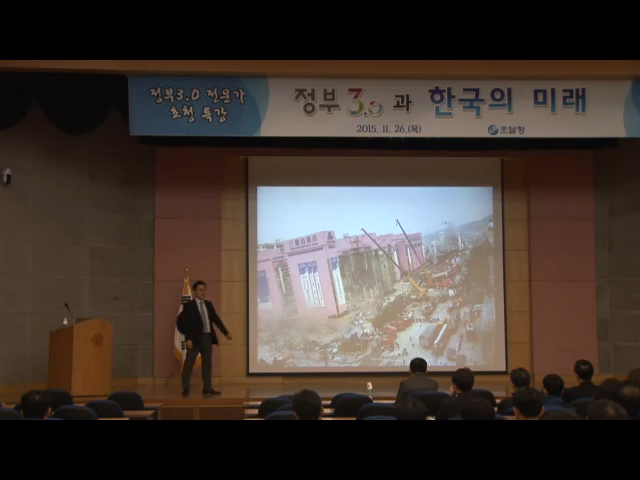 정부3.0 전문가
초청 특강
정부3.0과 한국의 미래
2015. 11. 26.(목)
조달청